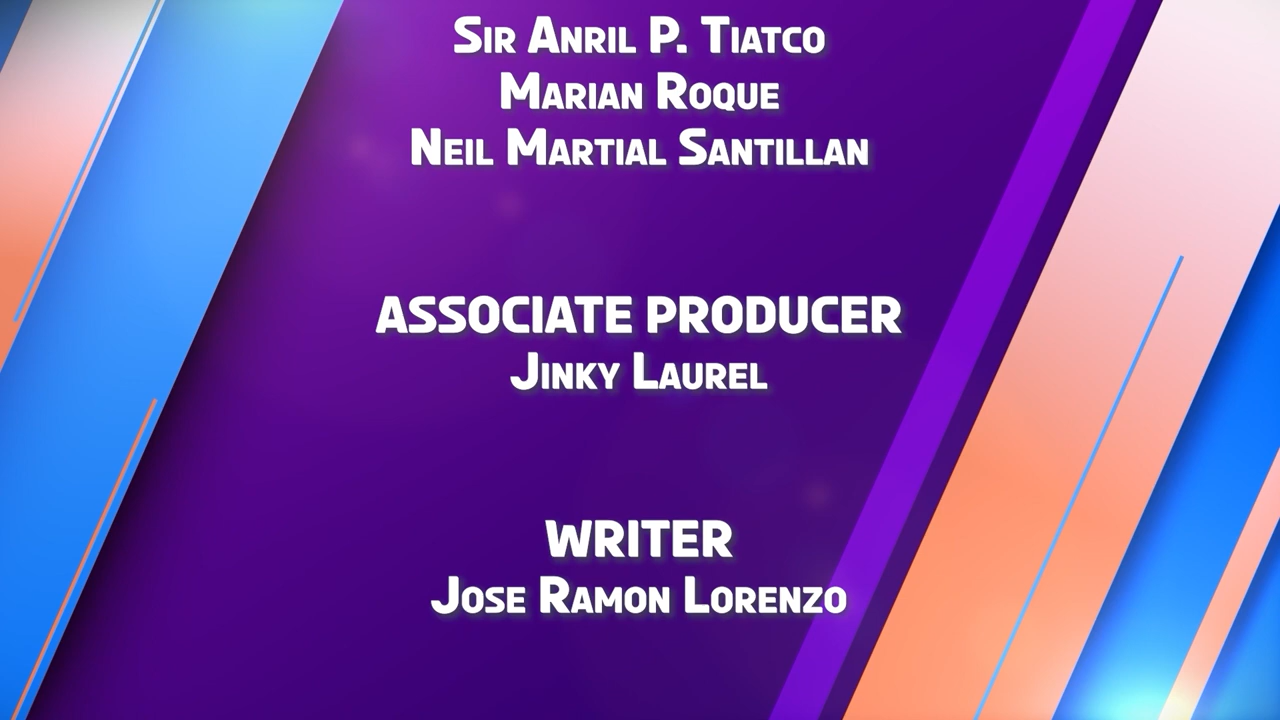 Sir Anril P. Tiatco
Marian Roque
Neil Martial Santillan
ASSOCIATE PRODUCER
Jinky Laurel
WRITER
Jose Ramon Lorenzo